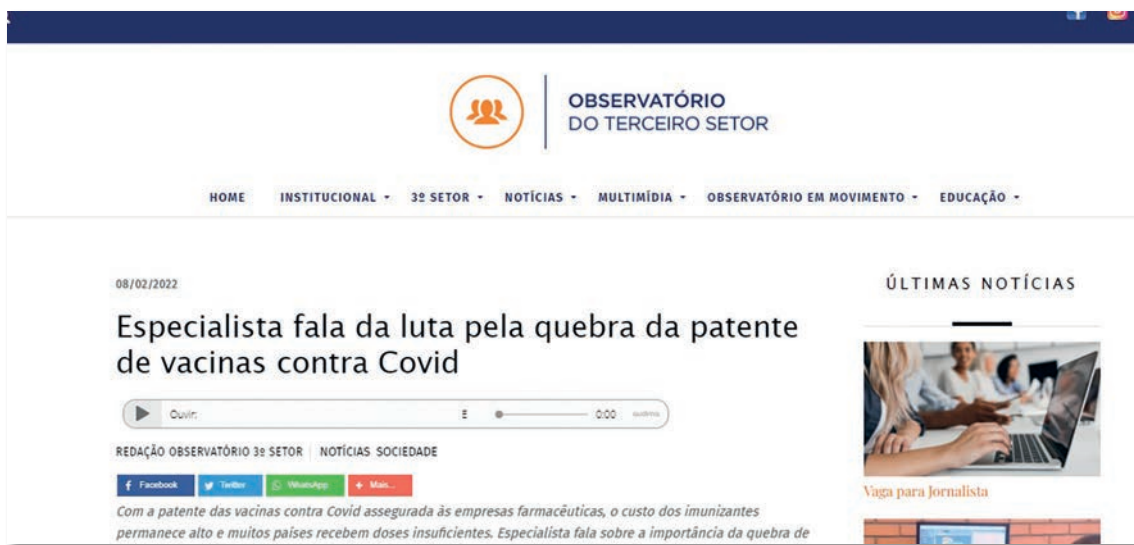 OBSERVATÓRIO
DO TERCEIRO SETOR
HOME INSTITUCIONAL 3º SETOR NOTÍCIAS MULTIMÍDIA OBSERVATÓRIO EM MOVIMENTO EDUCAÇÃO
08/02/2022
Especialista fala da luta pela quebra da patente
de vacinas contra Covid
Ouvir: 0:00
REDAÇÃO OBSERVATÓRIO 3º SETOR | NOTÍCIAS SOCIEDADE
Facebook Twitter WhatsApp + Mais...
Com a patente das vacinas contra Covid assegurada às empresas farmacêuticas, o custo dos imunizantes
permanece alto e muitos países recebem doses insuficientes. Especialista fala sobre a importância da quebra de
ÚLTIMAS NOTÍCIAS
Vaga para Jornalista